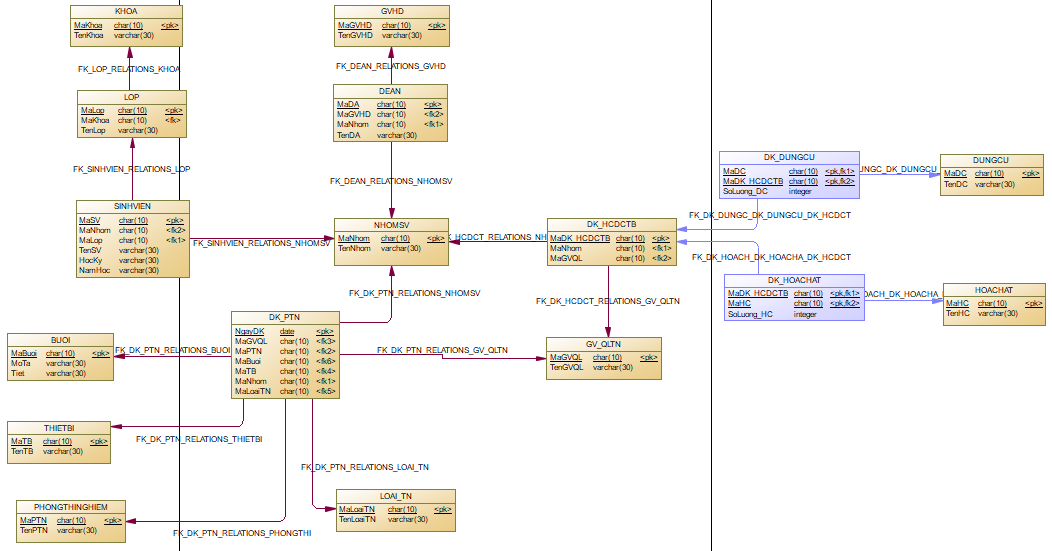 KHOA
MaKhoa char(10) <pk>
TenKhoa varchar(30)
FK_LOP_RELATIONS_KHOA
LOP
MaLop char(10) <pk>
MaKhoa char(10) <fk>
TenLop varchar(30)
FK_SINHVIEN_RELATIONS_LOP
SINHVIEN
MaSV char(10) <pk>
MaNhom char(10) <fk2>
MaLop char(10) <fk1>
TenSV varchar(30)
HocKy varchar(30)
NamHoc varchar(30)
FK_SINHVIEN_RELATIONS_NHOMSV
GVHD
MaGVHD char(10) <pk>
TenGVHD varchar(30)
FK_DEAN_RELATIONS_GVHD
DEAN
MaDA char(10) <pk>
MaGVHD char(10) <fk2>
MaNhom char(10) <fk1>
TenDA varchar(30)
FK_DEAN_RELATIONS_NHOMSV
NHOMSV
MaNhom char(10) <pk>
TenNhom varchar(30)
K_HCDCT_RELATIONS_NH
DK_HCDCTB
MaDK_HCDCTB char(10) <pk>
MaNhom char(10) <fk1>
MaGVQL char(10) <fk2>
FK_DK_HCDCT_RELATIONS_GV_QLTN
GV_QLTN
MaGVQL char(10) <pk>
TenGVQL varchar(30)
DK_DUNGCU
MaDC char(10) <pk,fk1>
MaDK_HCDCTB char(10) <pk,fk2>
SoLuong_DC integer
UNGC_DK_DUNGCU
DUNGCU
MaDC char(10) <pk>
TenDC varchar(30)
FK_DK_DUNGC_DK_DUNGCU_DK_HCDCT
FK_DK_HOACH_DK_HOACHA_DK_HCDCT
DK_HOACHAT
MaDK_HCDCTB char(10) <pk,fk1>
MaHC char(10) <pk,fk2>
SoLuong_HC integer
OACH_DK_HOACHA_
HOACHAT
MaHC char(10) <pk>
TenHC varchar(30)
FK_DK_PTN_RELATIONS_NHOMSV
DK_PTN
NgayDK date <pk>
MaGVQL char(10) <fk3>
MaPTN char(10) <fk2>
MaBuoi char(10) <fk6>
MaTB char(10) <fk4>
MaNhom char(10) <fk1>
MaLoaiTN char(10) <fk5>
FK_DK_PTN_RELATIONS_GV_QLTN
BUOI
MaBuoi char(10) <pk>
MoTa varchar(30)
Tiet varchar(30)
FK_DK_PTN_RELATIONS_BUOI
THIETBI
MaTB char(10) <pk>
TenTB varchar(30)
FK_DK_PTN_RELATIONS_THIETBI
FK_DK_PTN_RELATIONS_LOAI_TN
LOAI_TN
MaLoaiTN char(10) <pk>
TenLoaiTN varchar(30)
PHONGTHINGHIEM
MaPTN char(10) <pk>
TenPTN varchar(30)
FK_DK_PTN_RELATIONS_PHONGTHI